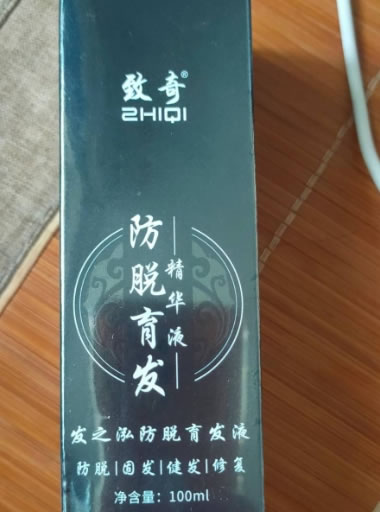 致奇®
ZHIQI
防脱育发
精华液
发之泓防脱育发液
防脱|固发|健发|修复
净含量：100ml